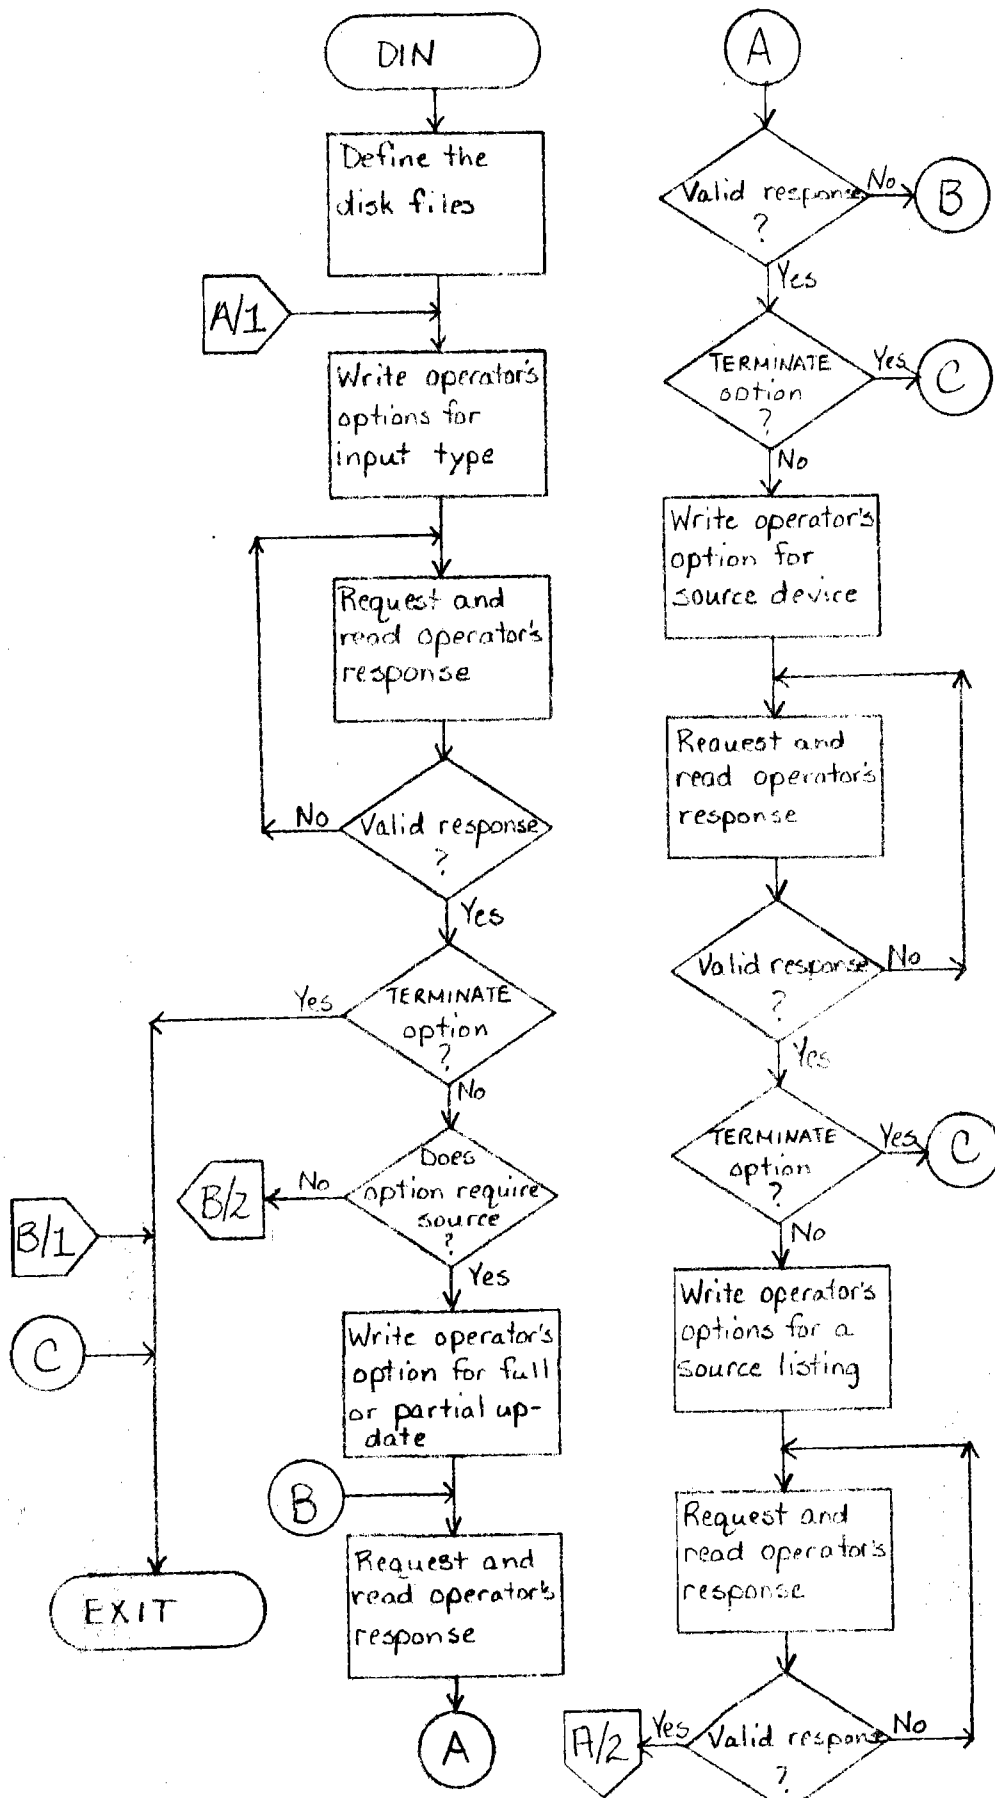 DIN
Define the
disk files
A/1
Write operator's
options for
input type
Request and
read operator's
response
No
Valid response
?
Yes
Yes
TERMINATE
option
?
No
Does
option require
source
?
No
B/2
B/1
Yes
C
Write operator's
option for full
or partial up-
date
B
Request and
read operator's
response
EXIT
A
A
Valid response
?
No
B
Yes
TERMINATE
option
?
Yes
C
No
Write operator's
option for
source device
Request and
read operator's
response
Valid response
?
No
Yes
TERMINATE
option
?
Yes
C
No
Write operator's
options for a
source listing
Request and
read operator's
response
A/2
Yes
Valid response
?
No